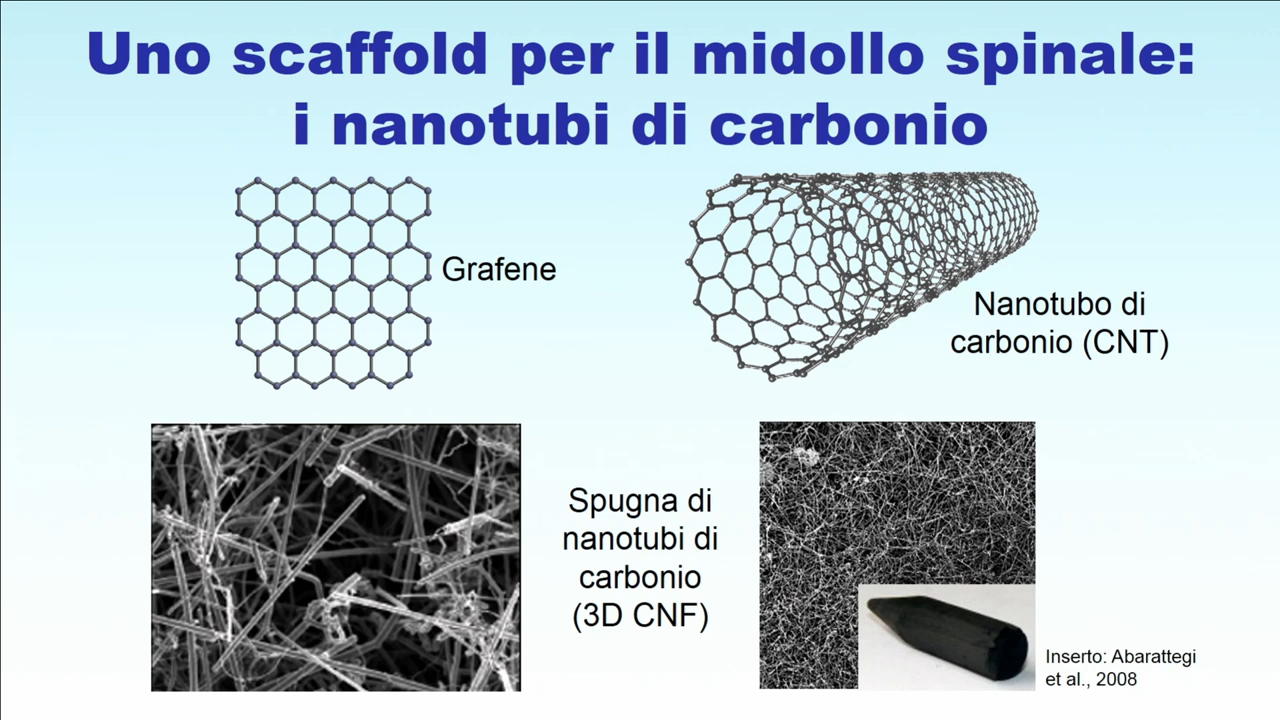 Uno scaffold per il midollo spinale:
i nanotubi di carbonio
Grafene
Nanotubo di
carbonio (CNT)
Spugna di
nanotubi di
carbonio
(3D CNF)
Inserto: Abarattegi
et al., 2008